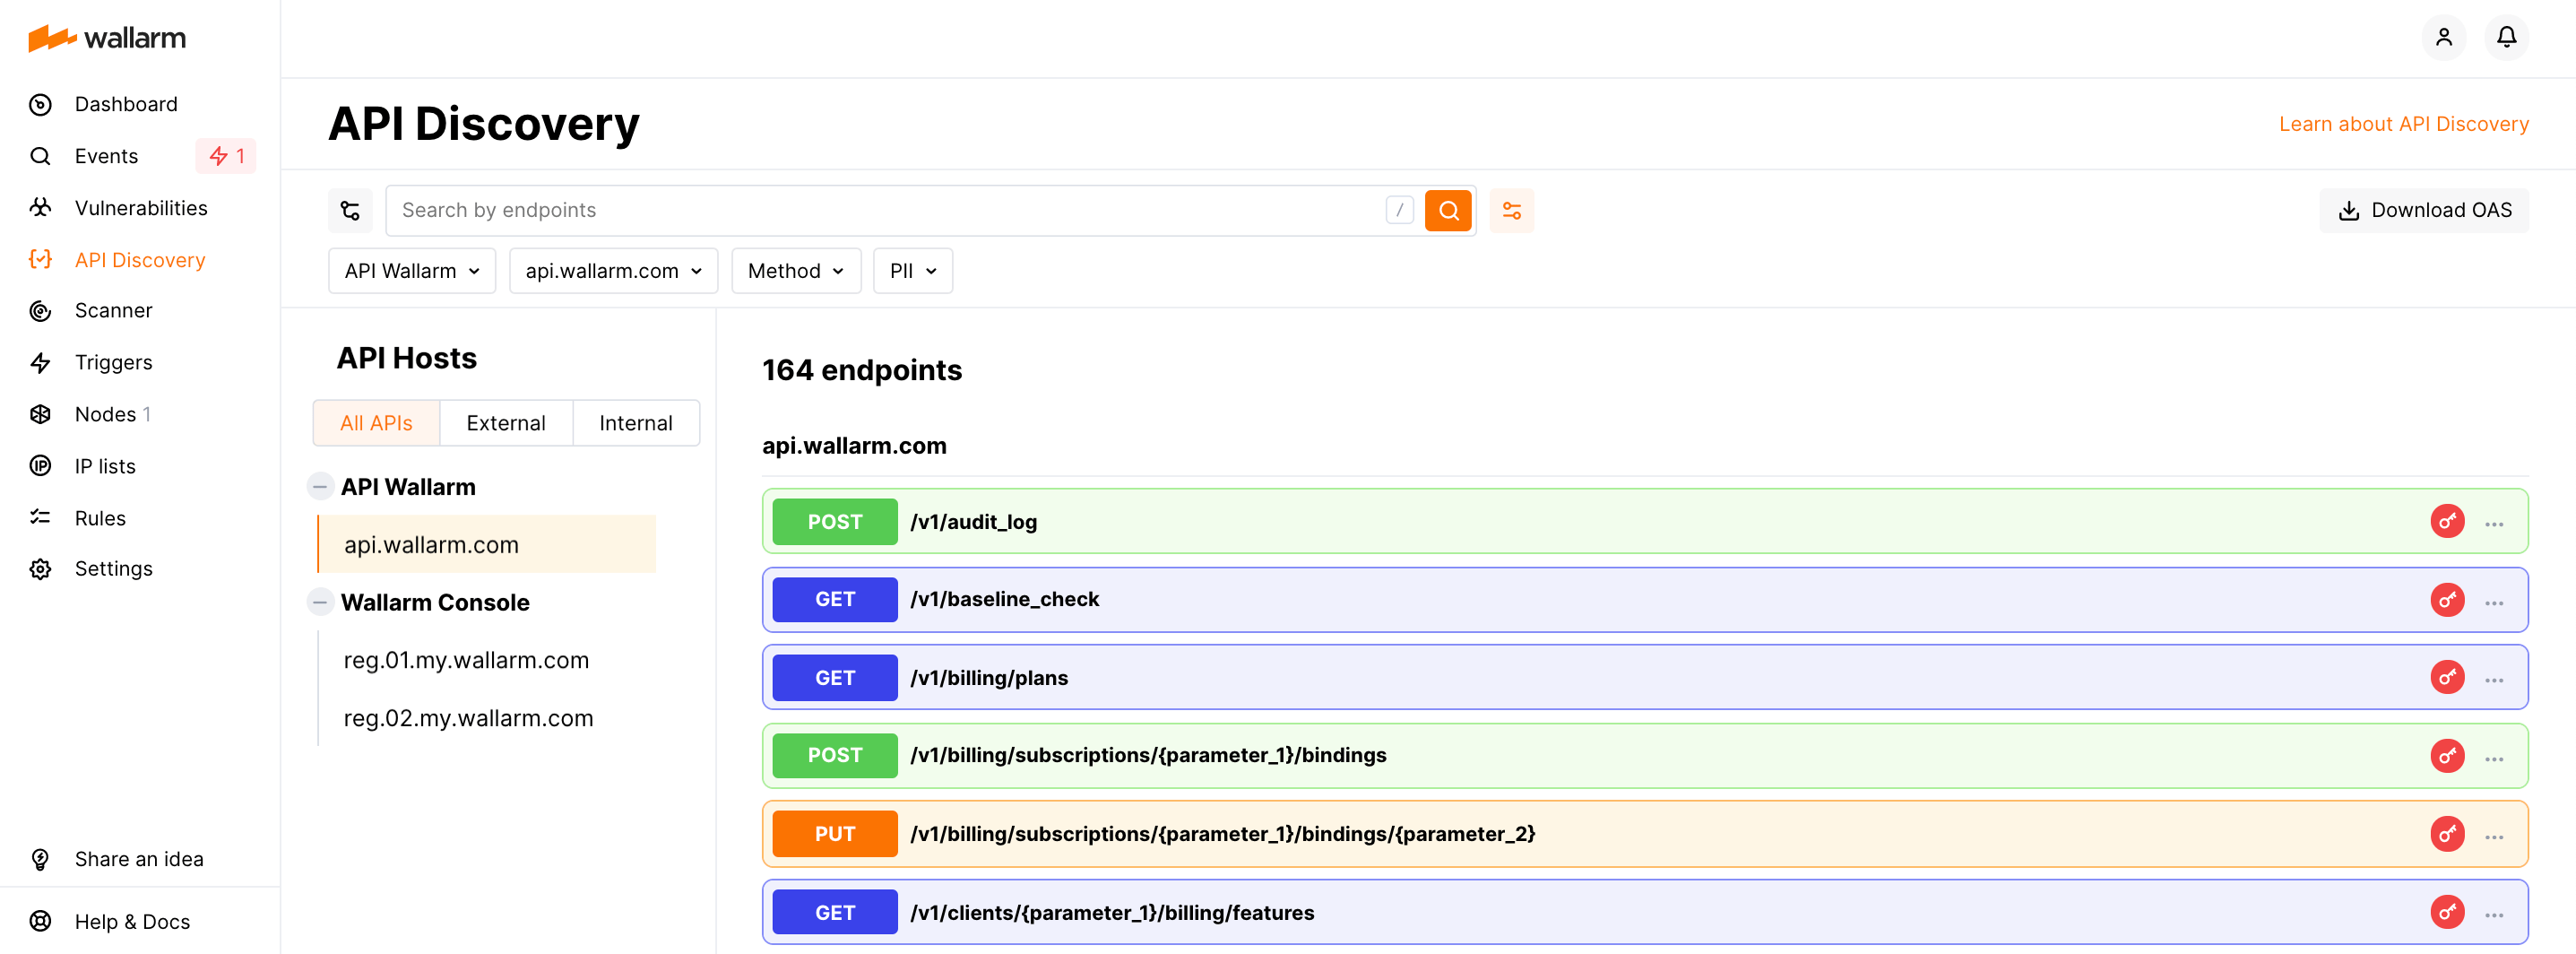 wallarm
Dashboard
Events 1
Vulnerabilities
API Discovery
Scanner
Triggers
Nodes 1
IP lists
Rules
Settings
Share an idea
Help & Docs
API Discovery
Learn about API Discovery
Search by endpoints /
Download OAS
API Wallarm api.wallarm.com Method PII
API Hosts
All APIs External Internal
API Wallarm
api.wallarm.com
Wallarm Console
reg.01.my.wallarm.com
reg.02.my.wallarm.com
164 endpoints
api.wallarm.com
POST /v1/audit_log ...
GET /v1/baseline_check ...
GET /v1/billing/plans ...
POST /v1/billing/subscriptions/{parameter_1}/bindings ...
PUT /v1/billing/subscriptions/{parameter_1}/bindings/{parameter_2} ...
GET /v1/clients/{parameter_1}/billing/features ...